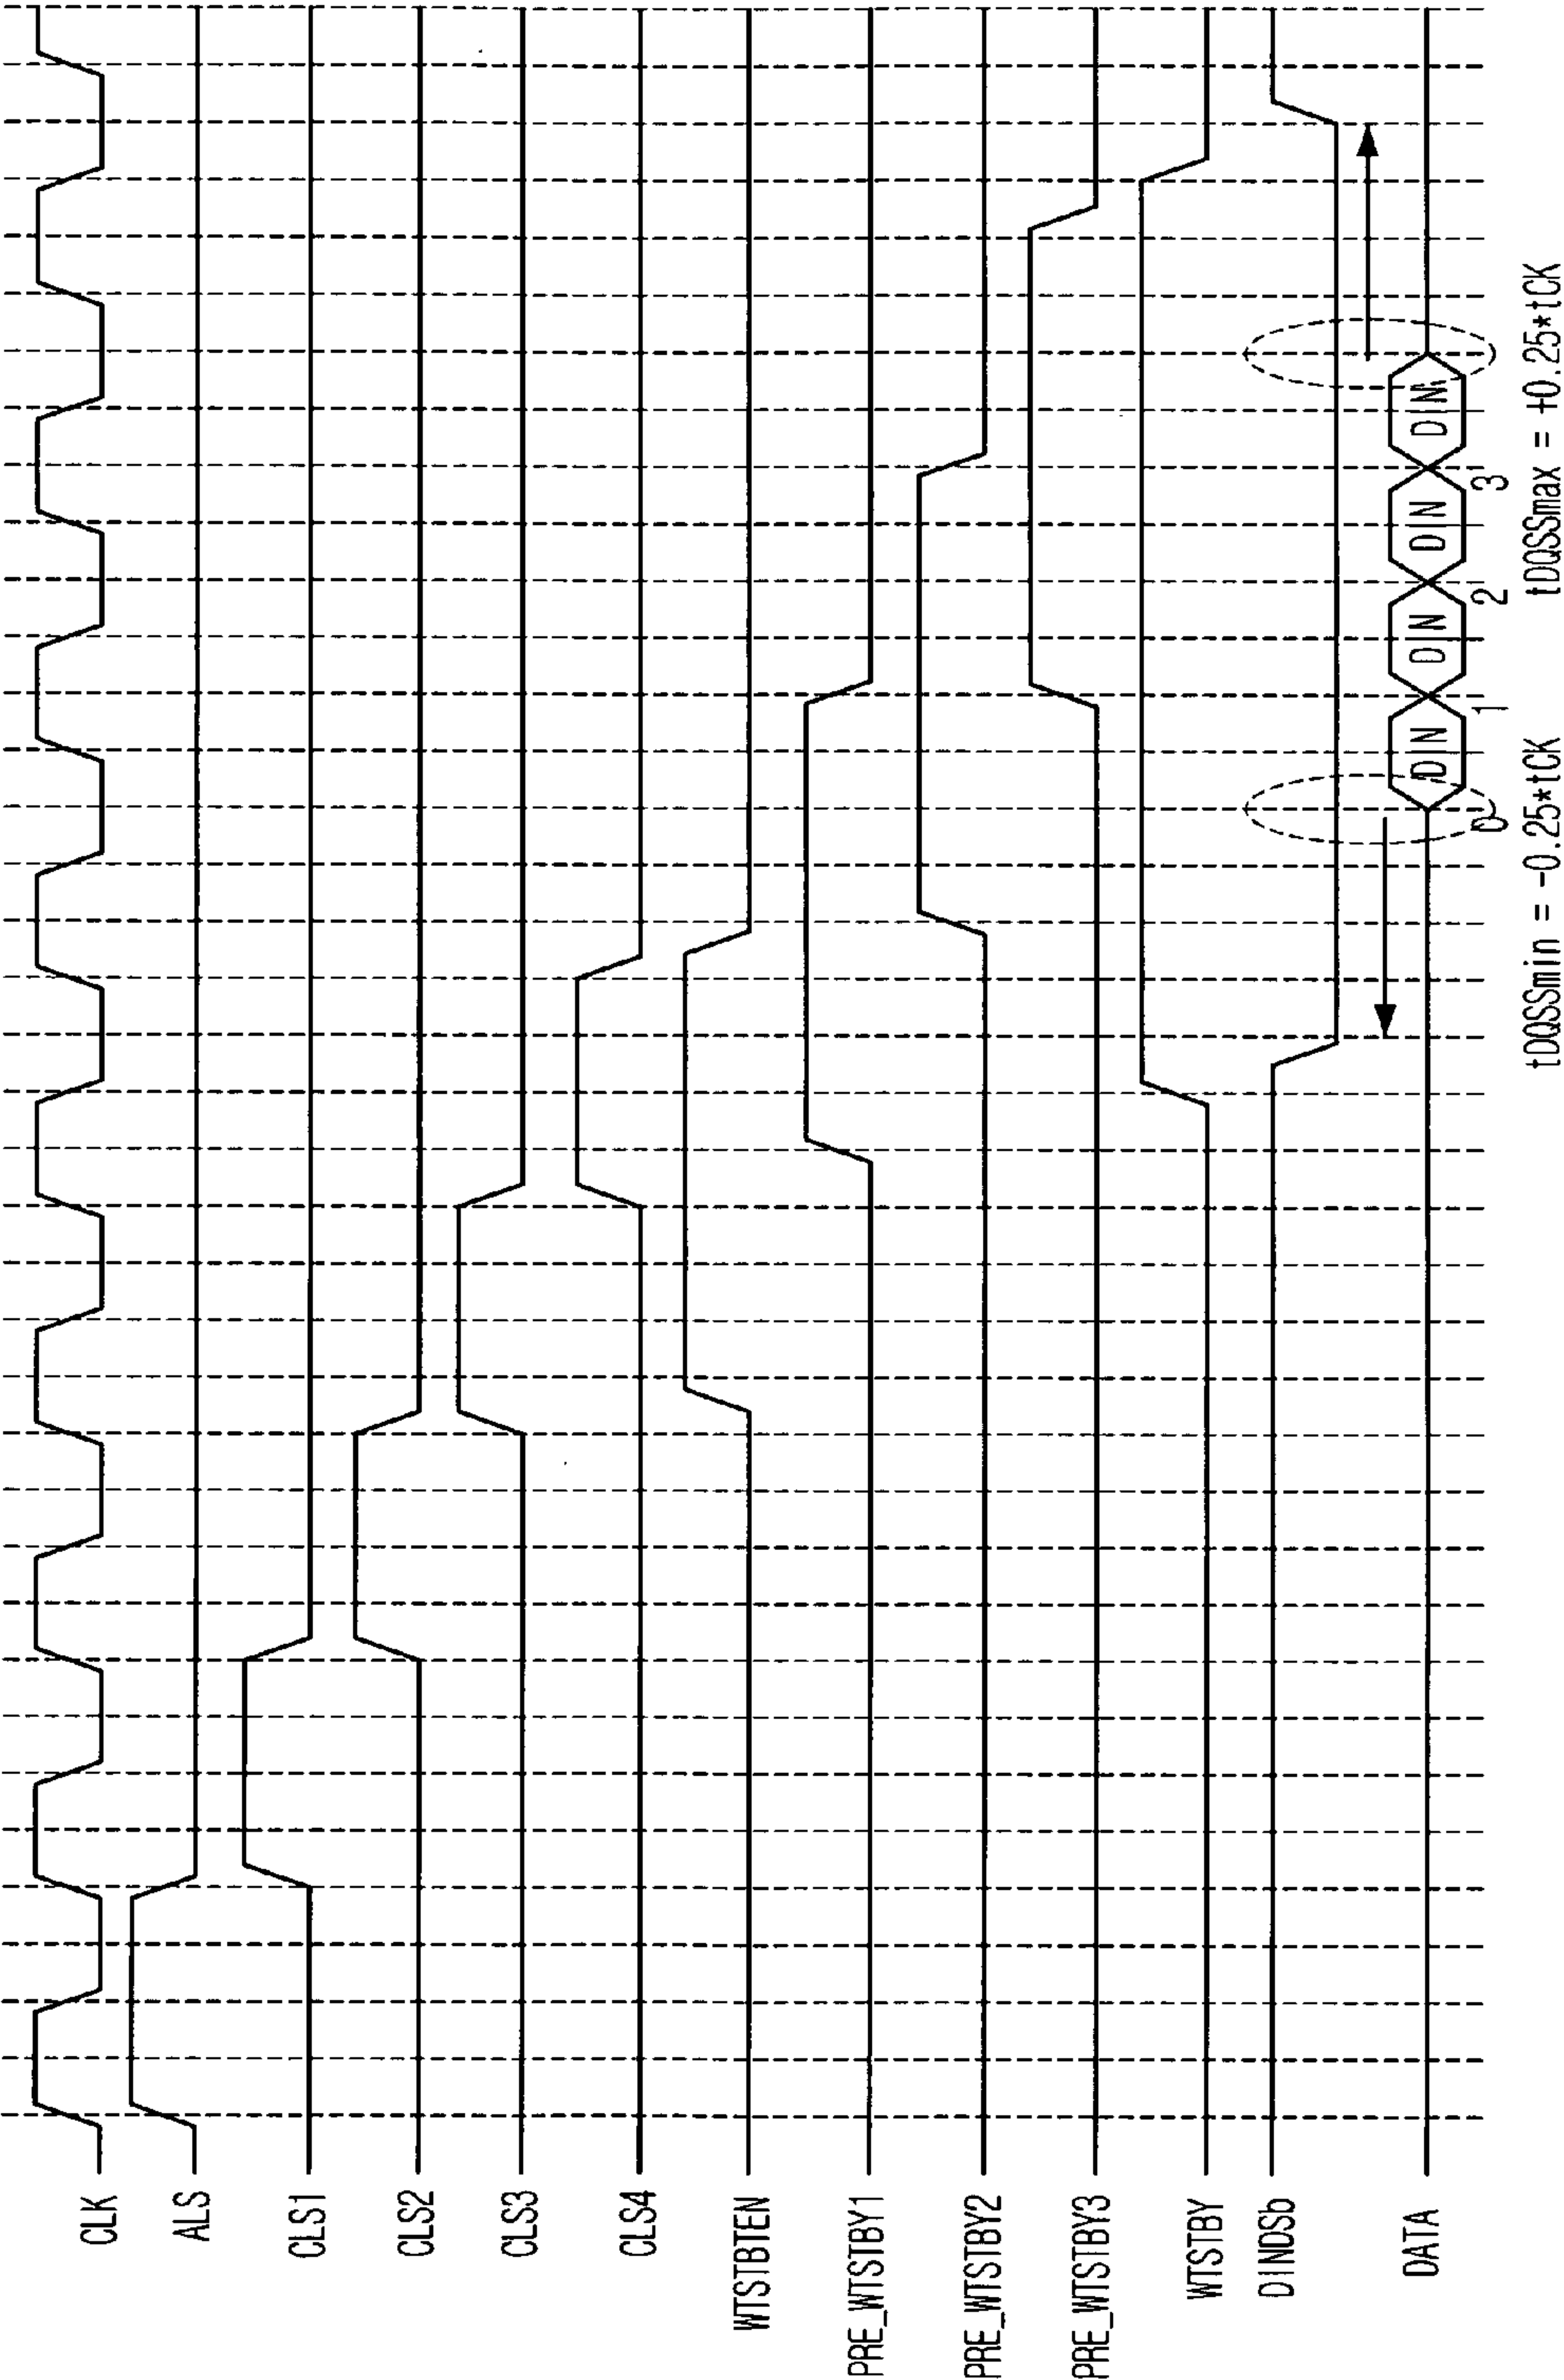 CLK
ALS
CLS1
CLS2
CLS3
CLS4
WTSTBTEN
PRE_WTSTBY1
PRE_WTSTBY2
PRE_WTSTBY3
WTSTBY
DINDSb
DATA
DIN DIN DIN DIN
0 1 2 3
tDQSSmin = -0.25*tCK tDQSSmax = +0.25*tCK